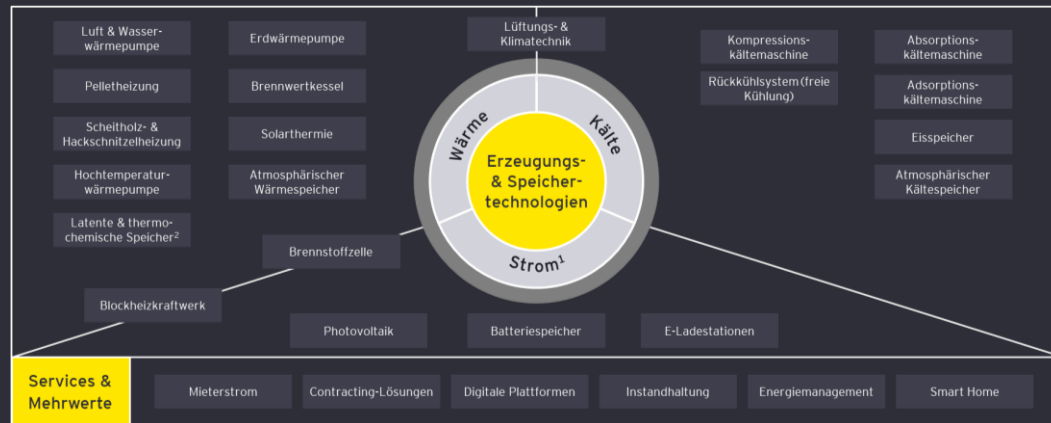 Luft & Wasser-
wärmepumpe
Erdwärmepumpe
Lüftungs- &
Klimatechnik
Kompressions-
kältemaschine
Absorptions-
kältemaschine
Pelletheizung
Brennwertkessel
Rückkühlsystem (freie
Kühlung)
Adsorptions-
kältemaschine
Scheitholz- &
Hackschnitzelheizung
Solarthermie
Eisspeicher
Hochtemperatur-
wärmepumpe
Atmosphärischer
Wärmespeicher
Atmosphärischer
Kältespeicher
Latente & thermo-
chemische Speicher²
Wärme
Kälte
Erzeugungs-
& Speicher-
technologien
Strom¹
Brennstoffzelle
Blockheizkraftwerk
Photovoltaik
Batteriespeicher
E-Ladestationen
Services &
Mehrwerte
Mieterstrom
Contracting-Lösungen
Digitale Plattformen
Instandhaltung
Energiemanagement
Smart Home